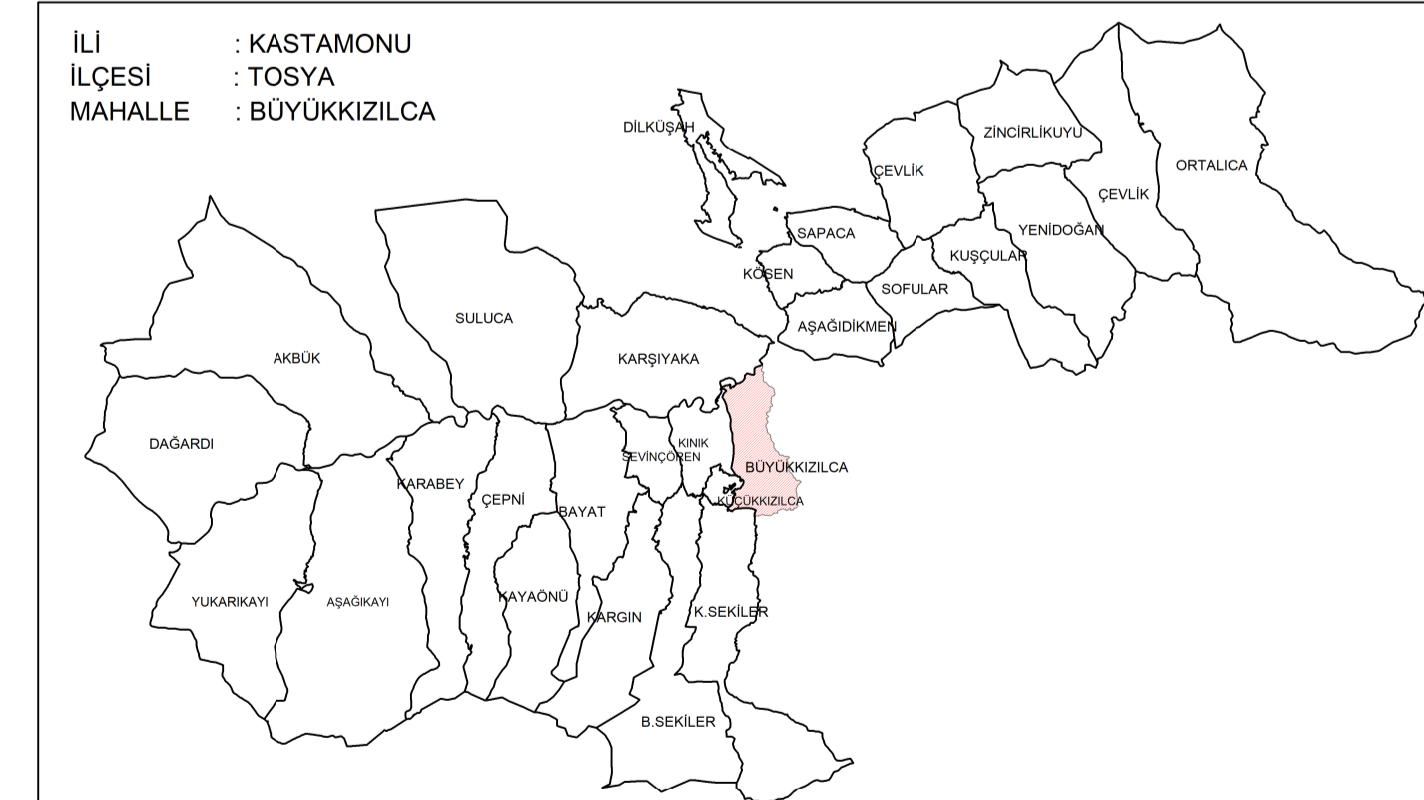 İLİ : KASTAMONU
İLÇESİ : TOSYA
MAHALLE : BÜYÜKKIZILCA
DİLKÜŞAH
ZİNCİRLİKUYU
ORTALICA
ÇEVLİK
ÇEVLİK
SAPACA
YENİDOĞAN
KUŞÇULAR
KÖSEN
SOFULAR
SULUCA
AŞAĞIDİKMEN
AKBÜK
KARŞIYAKA
DAĞARDI
KINIK
SEVİNÇÖREN
BÜYÜKKIZILCA
KARABEY
ÇEPNİ
KÜÇÜKKIZILCA
BAYAT
KAYAÖNÜ
YUKARIKAYI
AŞAĞIKAYI
K.SEKİLER
KARGIN
B.SEKİLER